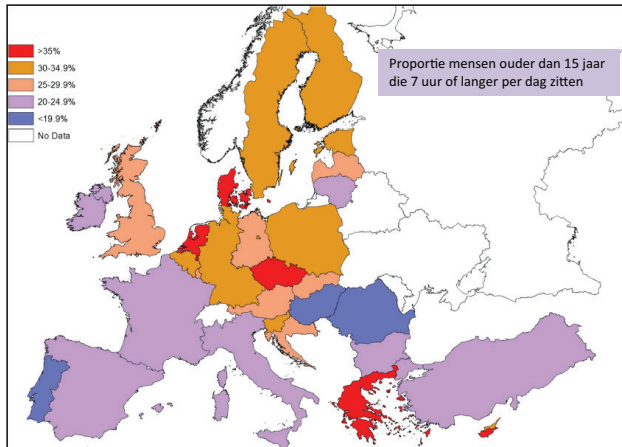 >35%
30-34.9%
25-29.9%
20-24.9%
<19.9%
No Data
Proportie mensen ouder dan 15 jaar
die 7 uur of langer per dag zitten